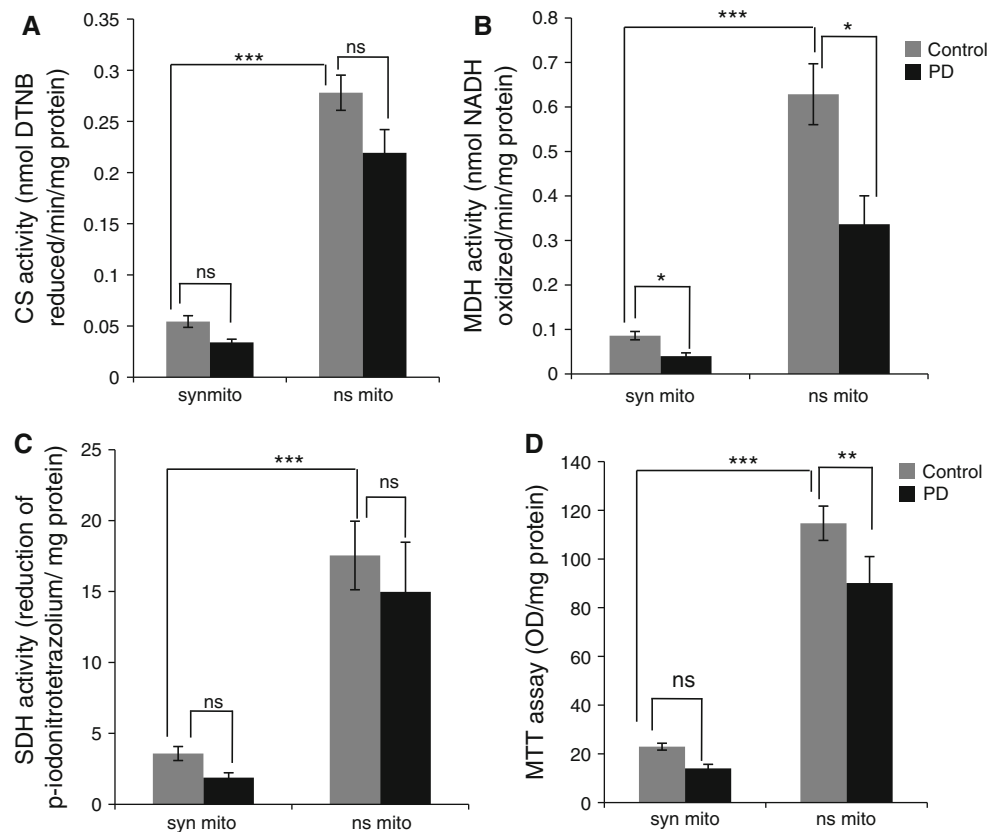 A
CS activity (nmol DTNB
reduced/min/mg protein)
0.35
0.3
0.25
0.2
0.15
0.1
0.05
0
***
ns
ns
synmito
ns mito
B
MDH activity (nmol NADH
oxidized/min/mg protein)
0.8
0.7
0.6
0.5
0.4
0.3
0.2
0.1
0
***
*
*
syn mito
ns mito
Control
PD
C
SDH activity (reduction of
p-iodonitrotetrazolium/ mg protein)
25
20
15
10
5
0
***
ns
ns
syn mito
ns mito
D
MTT assay (OD/mg protein)
140
120
100
80
60
40
20
0
***
**
ns
syn mito
ns mito
Control
PD